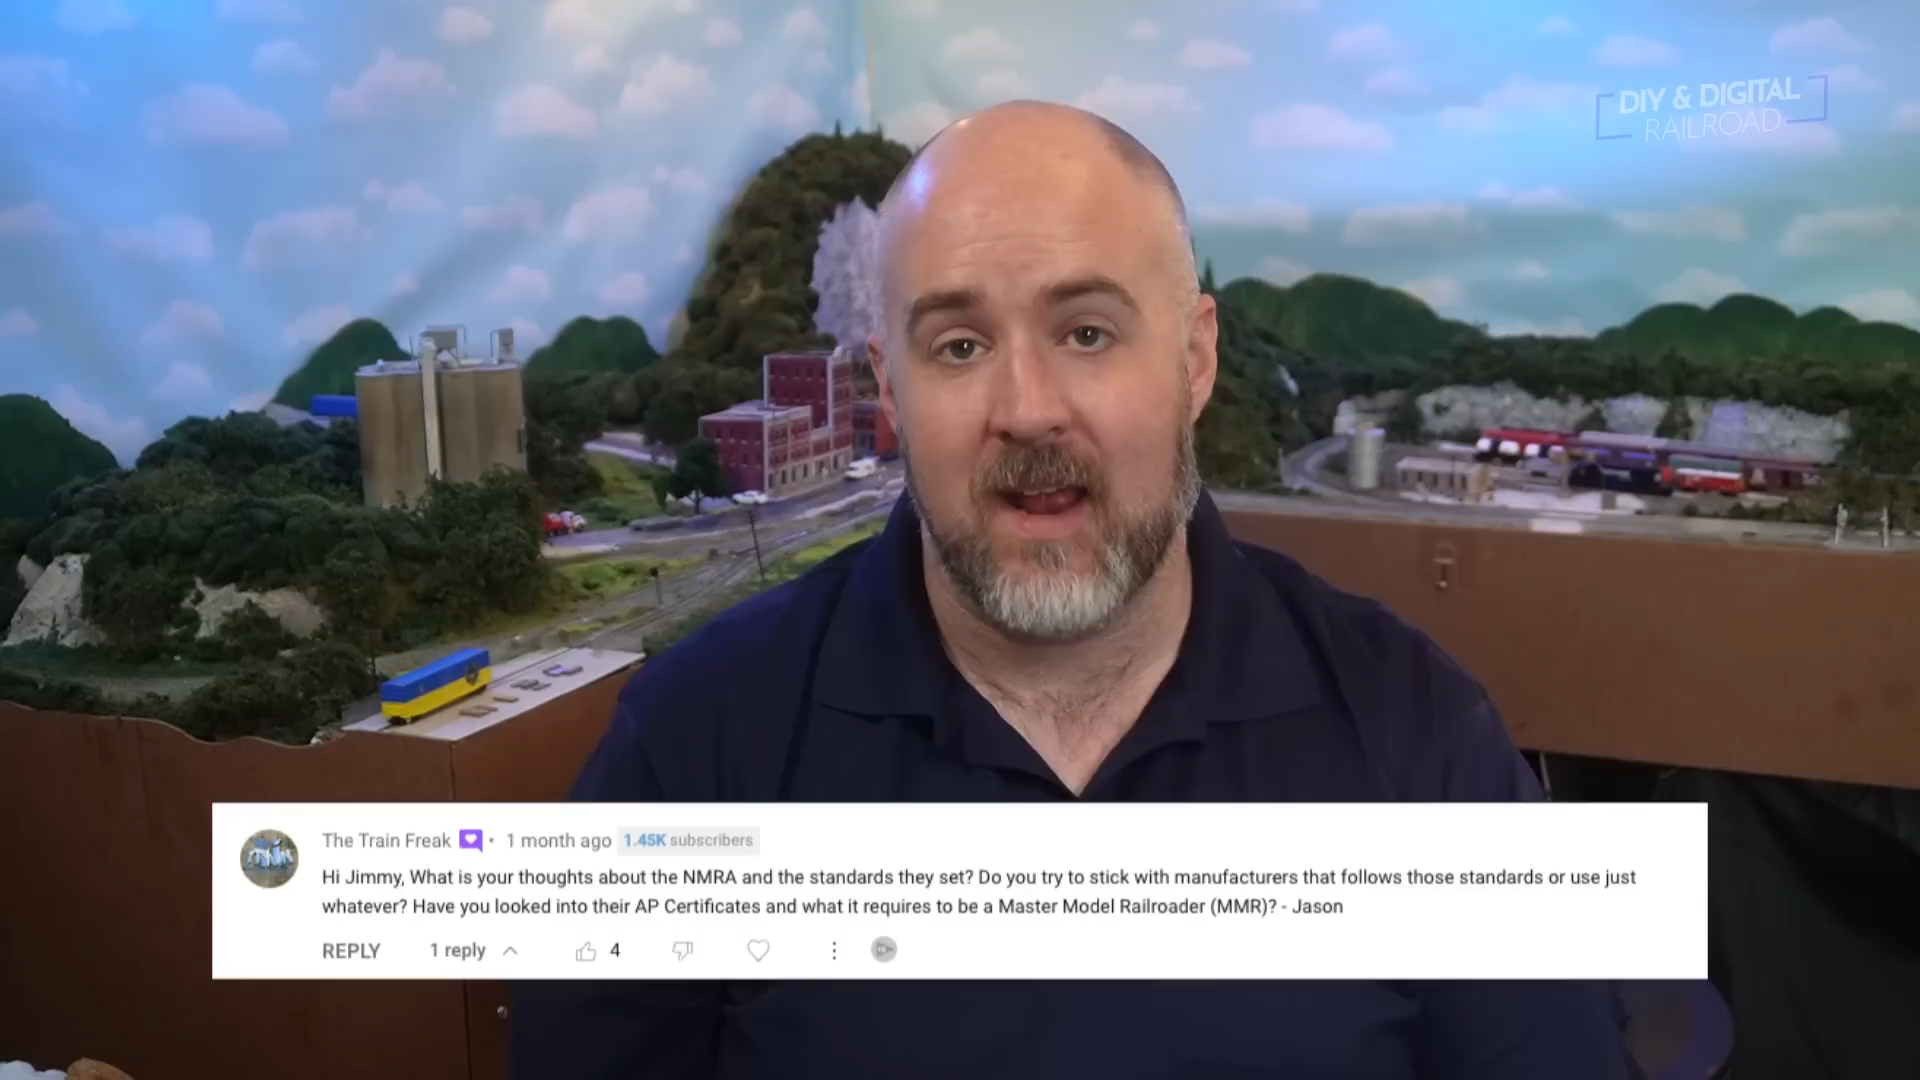 DIY & DIGITAL
RAILROAD
The Train Freak • 1 month ago 1.45K subscribers
Hi Jimmy, What is your thoughts about the NMRA and the standards they set? Do you try to stick with manufacturers that follows those standards or use just
whatever? Have you looked into their AP Certificates and what it requires to be a Master Model Railroader (MMR)? - Jason
REPLY 1 reply 4